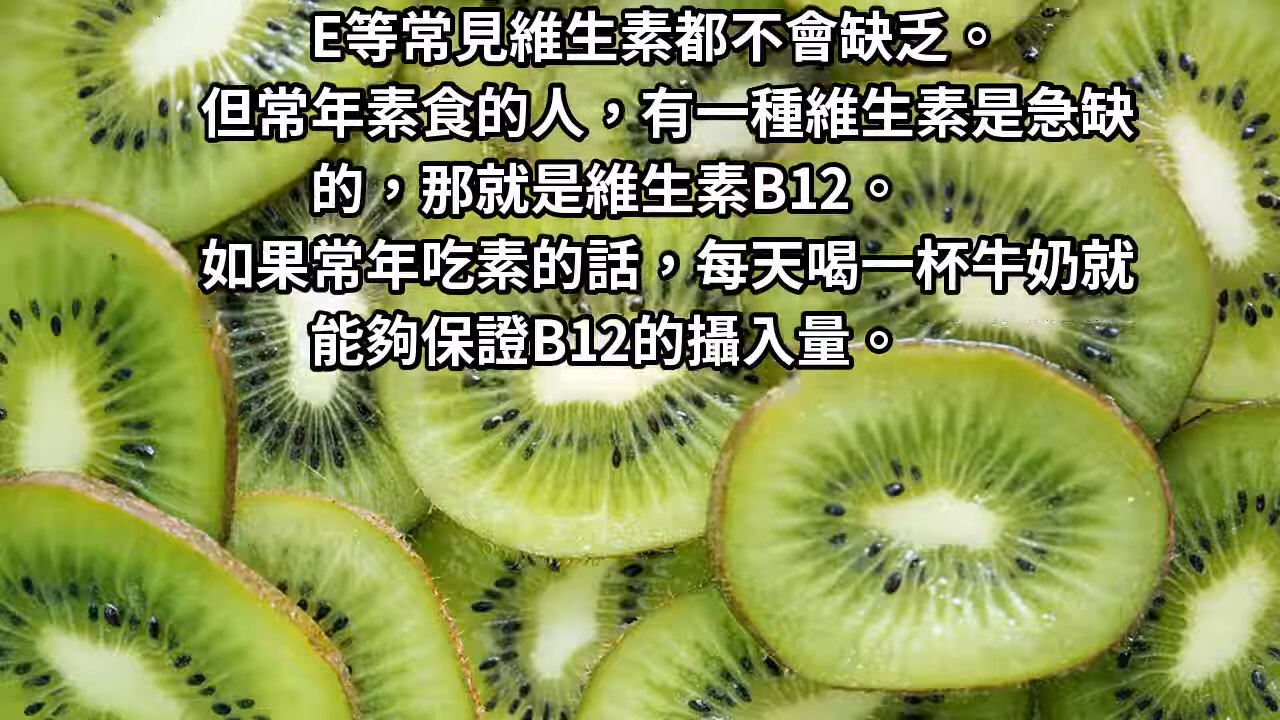 E等常見維生素都不會缺乏。
但常年素食的人，有一種維生素是急缺
的，那就是維生素B12。
如果常年吃素的話，每天喝一杯牛奶就
能夠保證B12的攝入量。